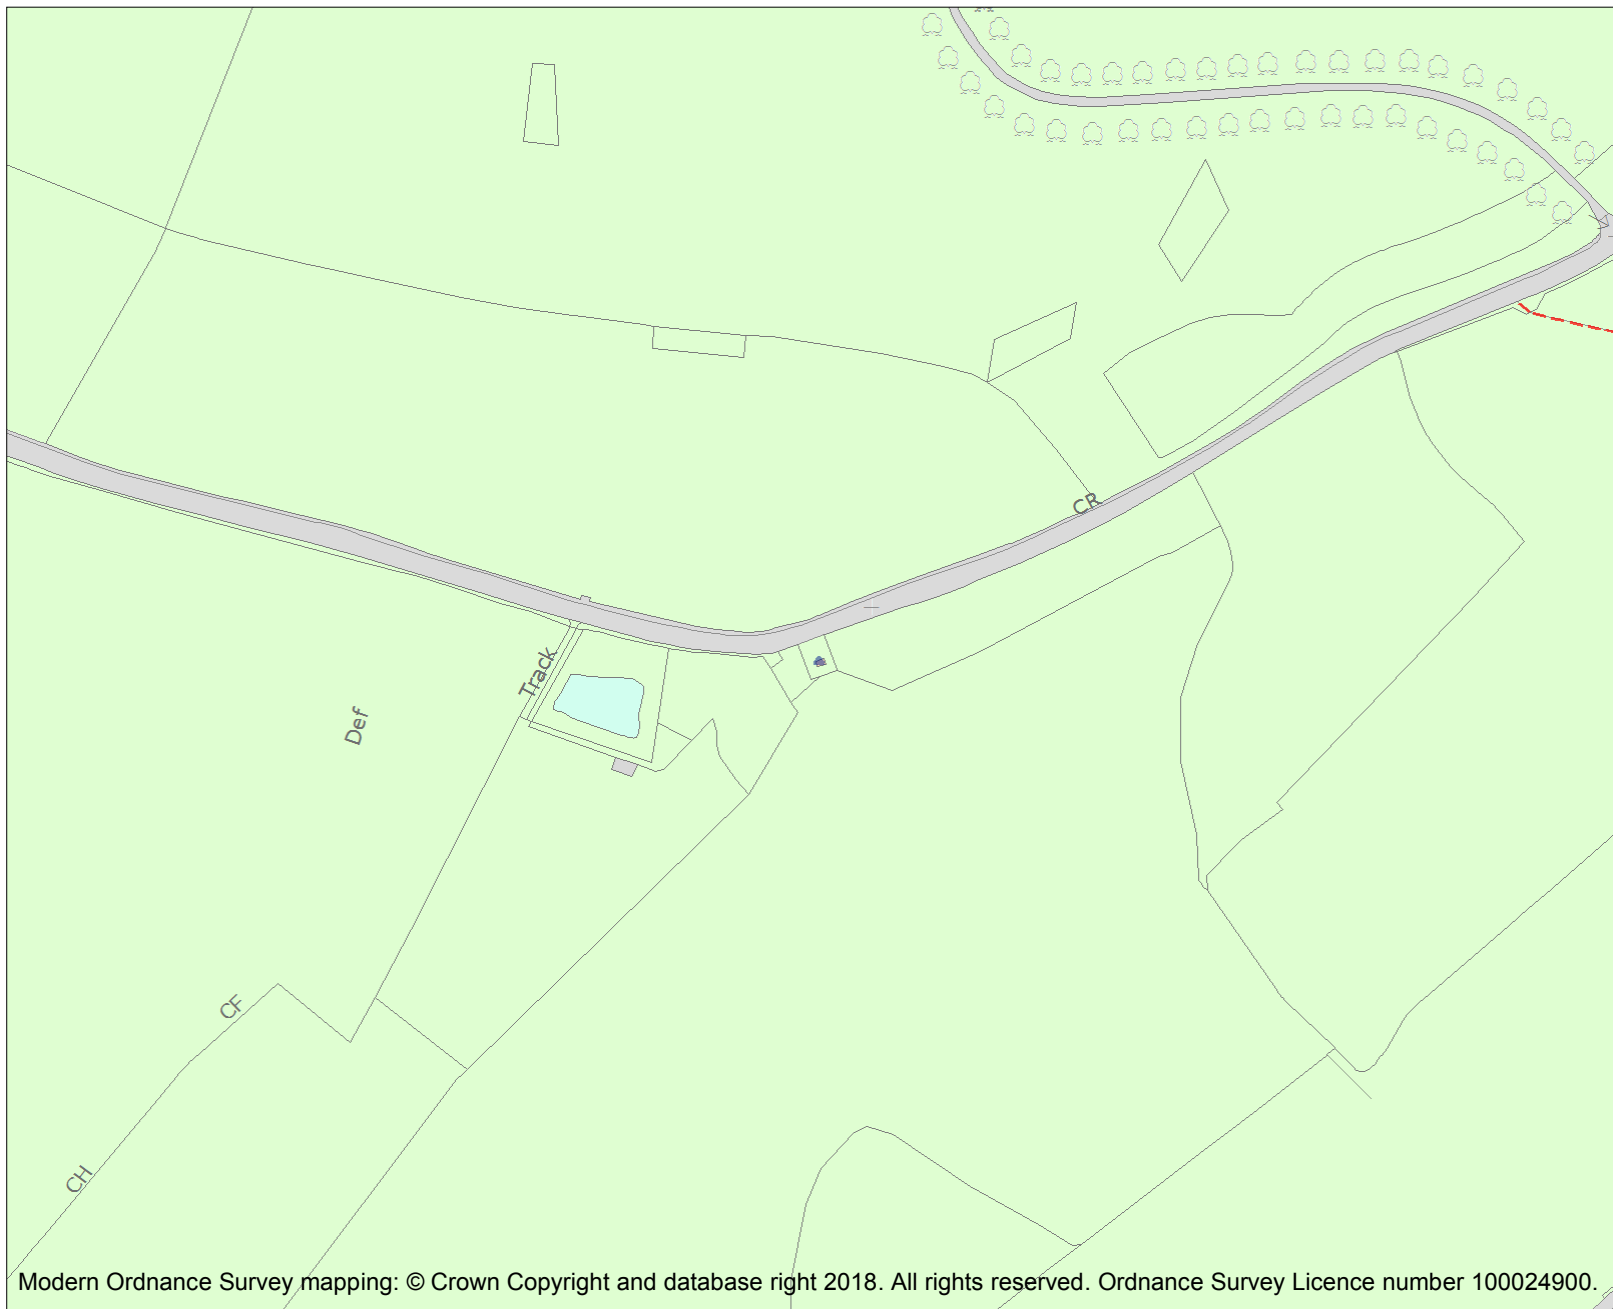 CR
Track
Def
CF
CH
Modern Ordnance Survey mapping: © Crown Copyright and database right 2018. All rights reserved. Ordnance Survey Licence number 100024900.